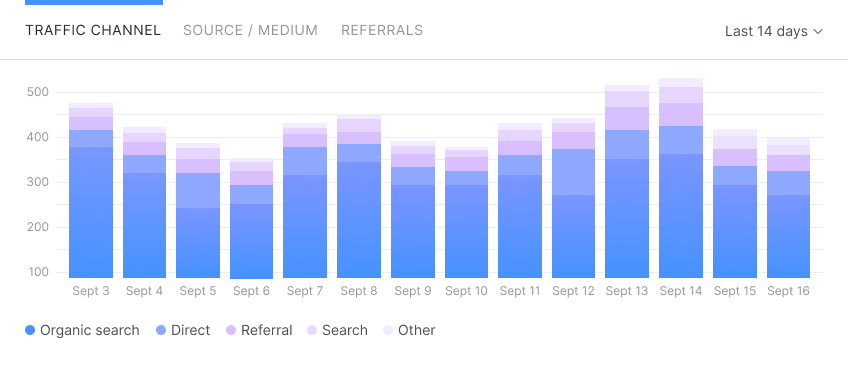 TRAFFIC CHANNEL SOURCE / MEDIUM REFERRALS Last 14 days
500
400
300
200
100
Sept 3 Sept 4 Sept 5 Sept 6 Sept 7 Sept 8 Sept 9 Sept 10 Sept 11 Sept 12 Sept 13 Sept 14 Sept 15 Sept 16
Organic search Direct Referral Search Other